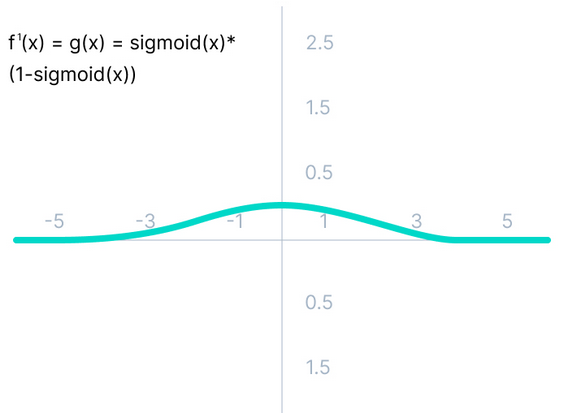 f¹(x) = g(x) = sigmoid(x)*
(1-sigmoid(x))
2.5
1.5
0.5
-5 -3 -1 1 3 5
0.5
1.5